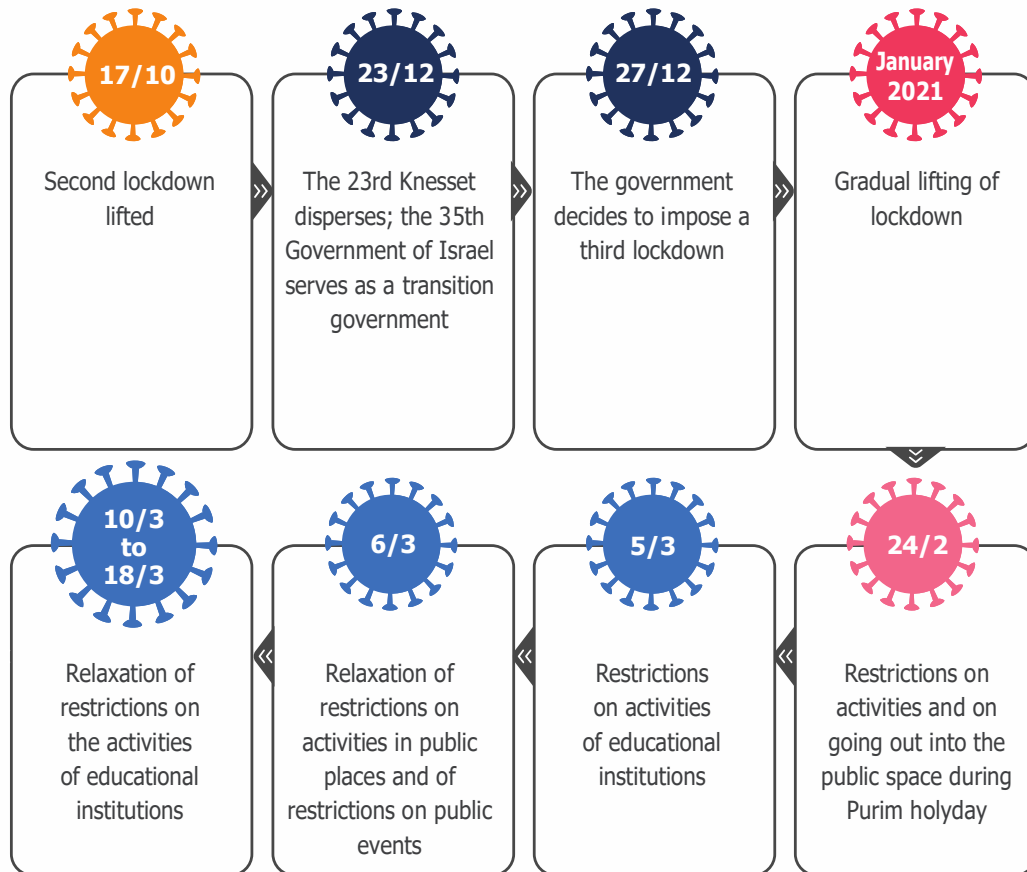 17/10
Second lockdown
lifted
23/12
The 23rd Knesset
disperses; the 35th
Government of Israel
serves as a transition
government
27/12
The government
decides to impose a
third lockdown
January
2021
Gradual lifting of
lockdown
24/2
Restrictions on
activities and on
going out into the
public space during
Purim holyday
5/3
Restrictions
on activities
of educational
institutions
6/3
Relaxation of
restrictions on
activities in public
places and of
restrictions on public
events
10/3
to
18/3
Relaxation of
restrictions on
the activities
of educational
institutions